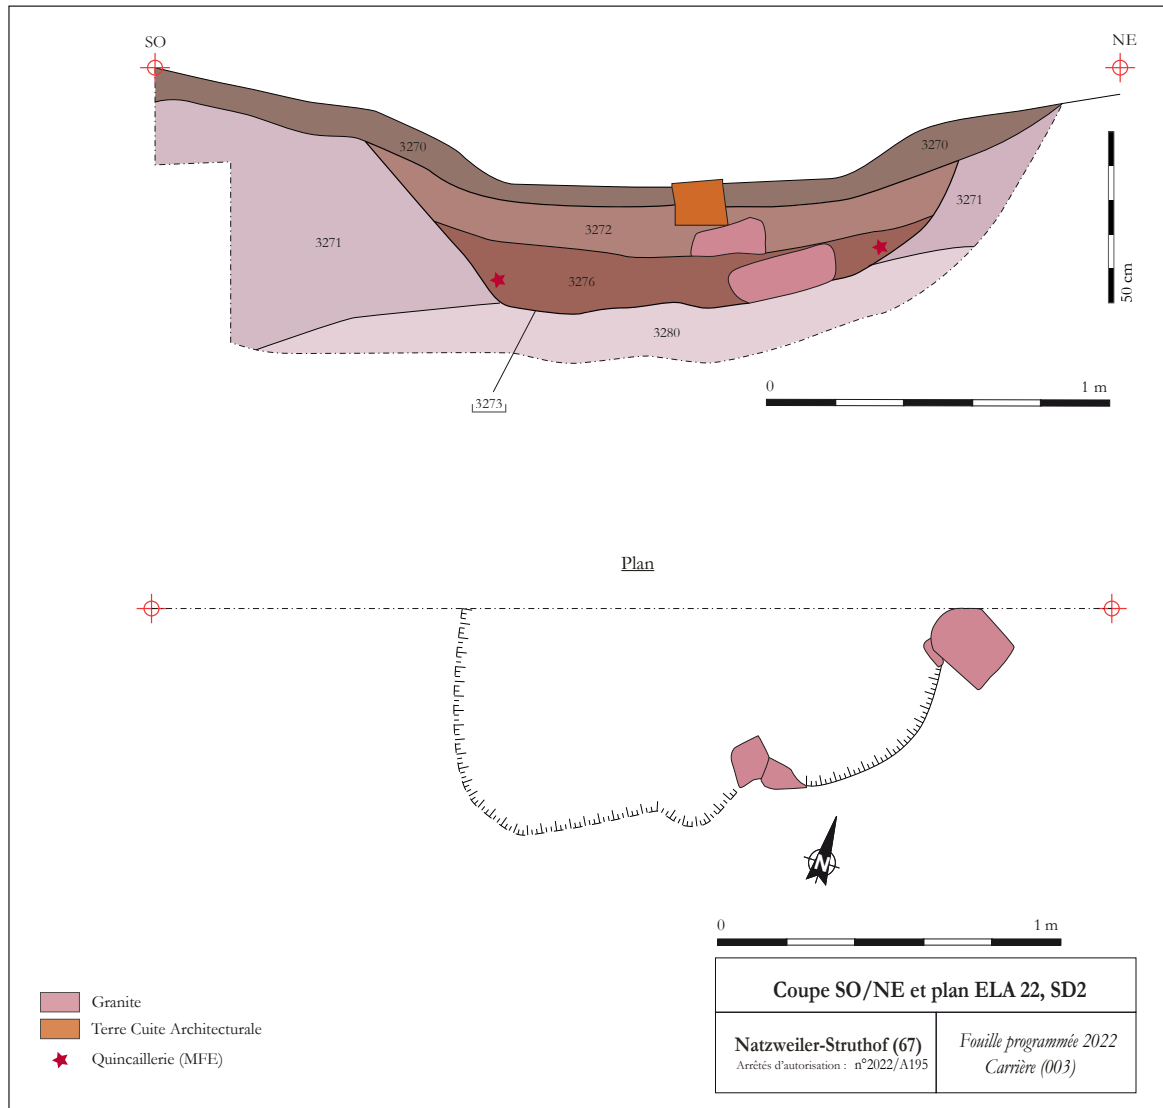 SO
NE
3270
3270
3271
3271
3272
3276
3280
3273
50 cm
0 1 m
Plan
N
0 1 m
Granite
Terre Cuite Architecturale
Quincaillerie (MFE)
Coupe SO/NE et plan ELA 22, SD2
Natzweiler-Struthof (67)
Arrêtés d'autorisation : n°2022/A195
Fouille programmée 2022
Carrière (003)